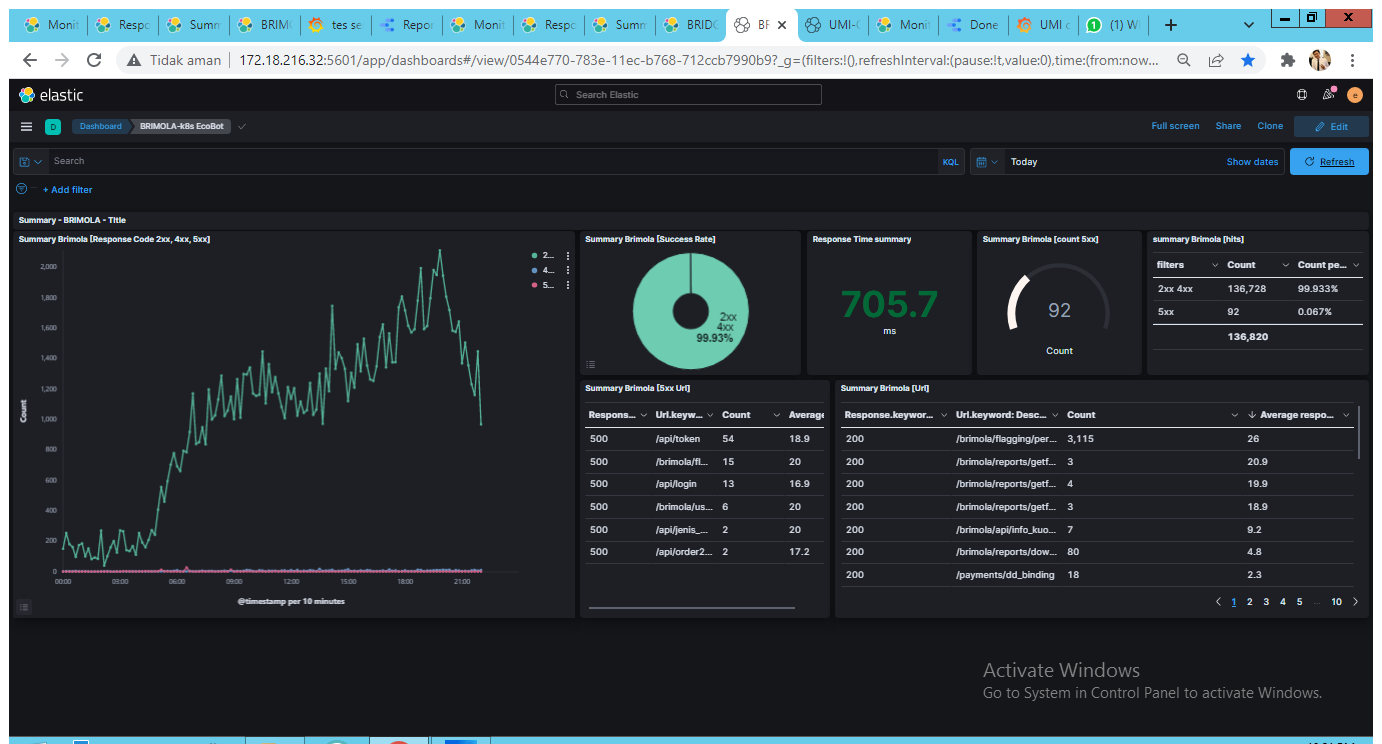 Monit
Respo
Summ
BRIMO
tes se
Repor
Monit
Respo
Summ
BRIDG
UMI-C
Monit
Done
UMI d
(1) W
Tidak aman
172.18.216.32:5601/app/dashboards#/view/0544e770-783e-11ec-b768-712ccb7990b9?_g=(filters:!(),refreshInterval:(pause:!t,value:0),time:(from:now...
elastic
Search Elastic
e
D
Dashboard
BRIMOLA-k8s EcoBot
Full screen
Share
Clone
Edit
Search
KQL
Today
Show dates
Refresh
+ Add filter
Summary - BRIMOLA - Title
Summary Brimola [Response Code 2xx, 4xx, 5xx]
2...
4...
5...
2,000
1,800
1,600
1,400
1,200
1,000
800
600
400
200
0
Count
00:00 03:00 06:00 09:00 12:00 15:00 18:00 21:00
@timestamp per 10 minutes
Summary Brimola [Success Rate]
2xx
4xx
99.93%
Response Time summary
705.7
ms
Summary Brimola [count 5xx]
92
Count
summary Brimola [hits]
filters Count Count pe...
2xx 4xx 136,728 99.933%
5xx 92 0.067%
136,820
Summary Brimola [5xx Url]
Respons... Url.keyw... Count Average
500 /api/token 54 18.9
500 /brimola/fl... 15 20
500 /api/login 13 16.9
500 /brimola/us... 6 20
500 /api/jenis_... 2 20
500 /api/order2... 2 17.2
Summary Brimola [Url]
Response.keywor... Url.keyword: Desc... Count Average respo...
200 /brimola/flagging/per... 3,115 26
200 /brimola/reports/getf... 3 20.9
200 /brimola/reports/getf... 4 19.9
200 /brimola/reports/getf... 3 18.9
200 /brimola/api/info_kuo... 7 9.2
200 /brimola/reports/dow... 80 4.8
200 /payments/dd_binding 18 2.3
1 2 3 4 5 ... 10
Activate Windows
Go to System in Control Panel to activate Windows.